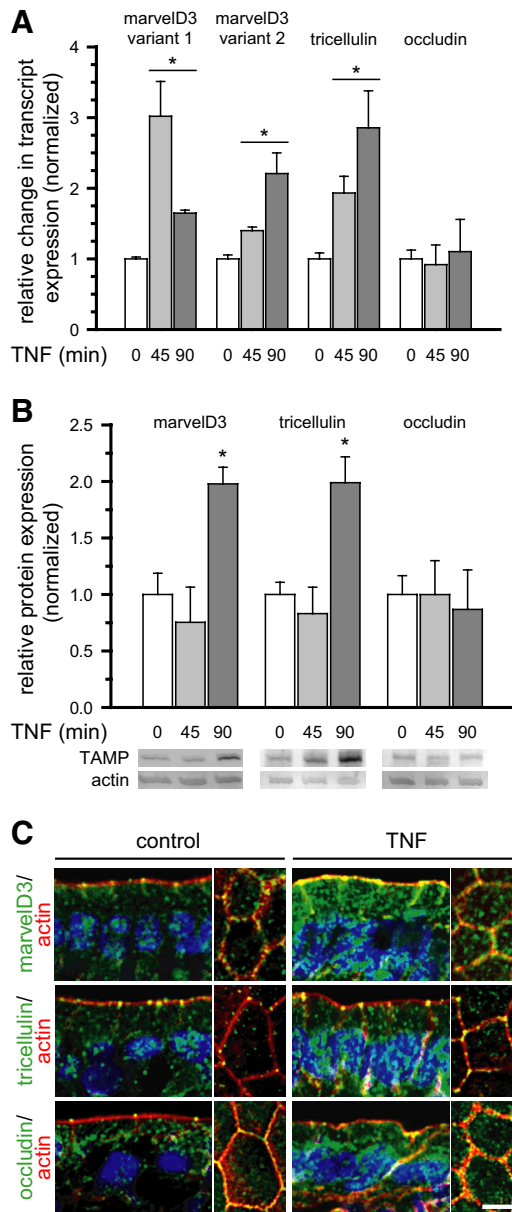 A
marvelD3 variant 1
marvelD3 variant 2
tricellulin
occludin
relative change in transcript expression (normalized)
4
3
2
1
0
* * *
TNF (min)
0 45 90 0 45 90 0 45 90 0 45 90
B
marvelD3 tricellulin occludin
relative protein expression (normalized)
2.5
2.0
1.5
1.0
0.5
0.0
* *
TNF (min)
0 45 90 0 45 90 0 45 90
TAMP
actin
C
control TNF
marvelD3/
actin
tricellulin/
actin
occludin/
actin